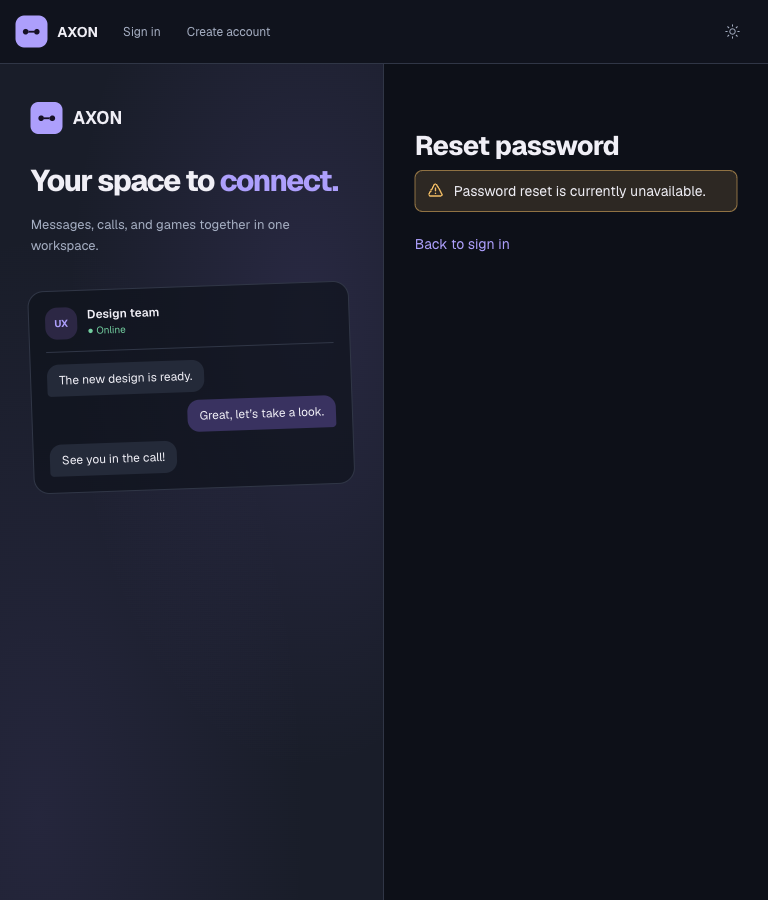 AXON
Sign in
Create account
AXON
Your space to connect.
Messages, calls, and games together in one
workspace.
UX
Design team
● Online
The new design is ready.
Great, let's take a look.
See you in the call!
Reset password
Password reset is currently unavailable.
Back to sign in